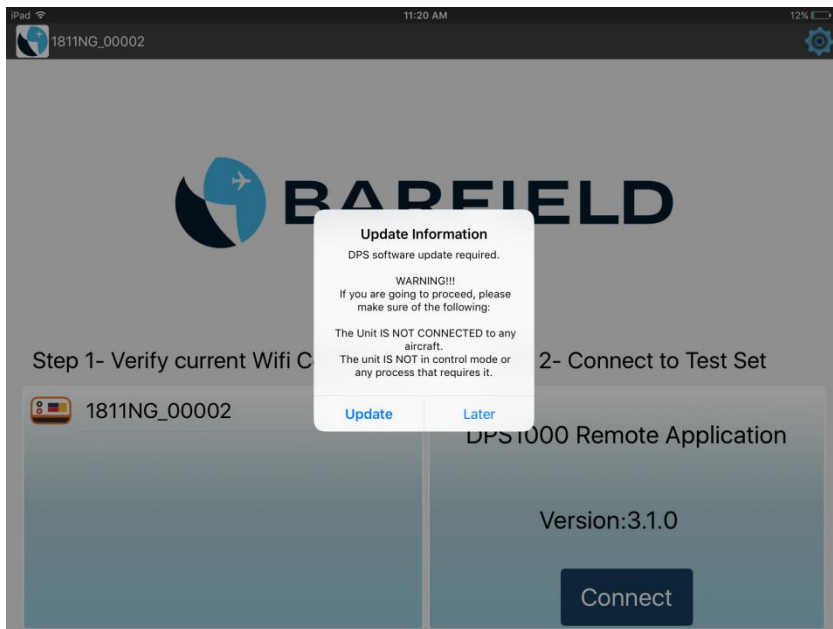 iPad 11:20 AM 12%
1811NG_00002
BARFIELD
Update Information
DPS software update required.
WARNING!!!
If you are going to proceed, please
make sure of the following:
The Unit IS NOT CONNECTED to any
aircraft.
The unit IS NOT in control mode or
any process that requires it.
Update Later
Step 1- Verify current Wifi C
2- Connect to Test Set
1811NG_00002
DPS1000 Remote Application
Version:3.1.0
Connect